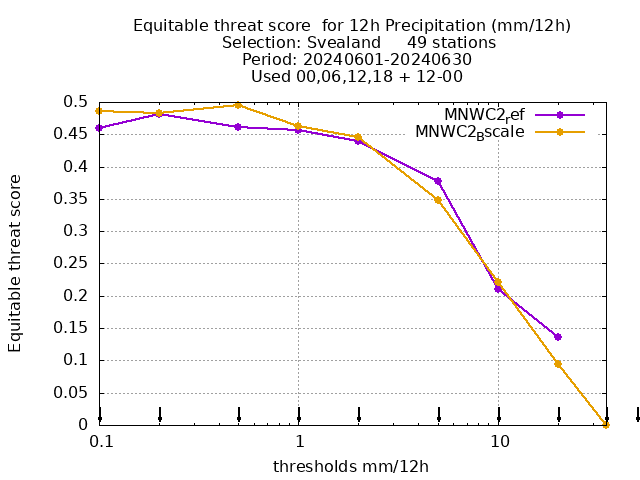 Equitable threat score  for 12h Precipitation (mm/12h)
Selection: Svealand     49 stations
Period: 20240601-20240630
Used 00,06,12,18 + 12-00
MNWC2ref
MNWC2Bscale
Equitable threat score
0.5
0.45
0.4
0.35
0.3
0.25
0.2
0.15
0.1
0.05
0
0.1 1 10
thresholds mm/12h